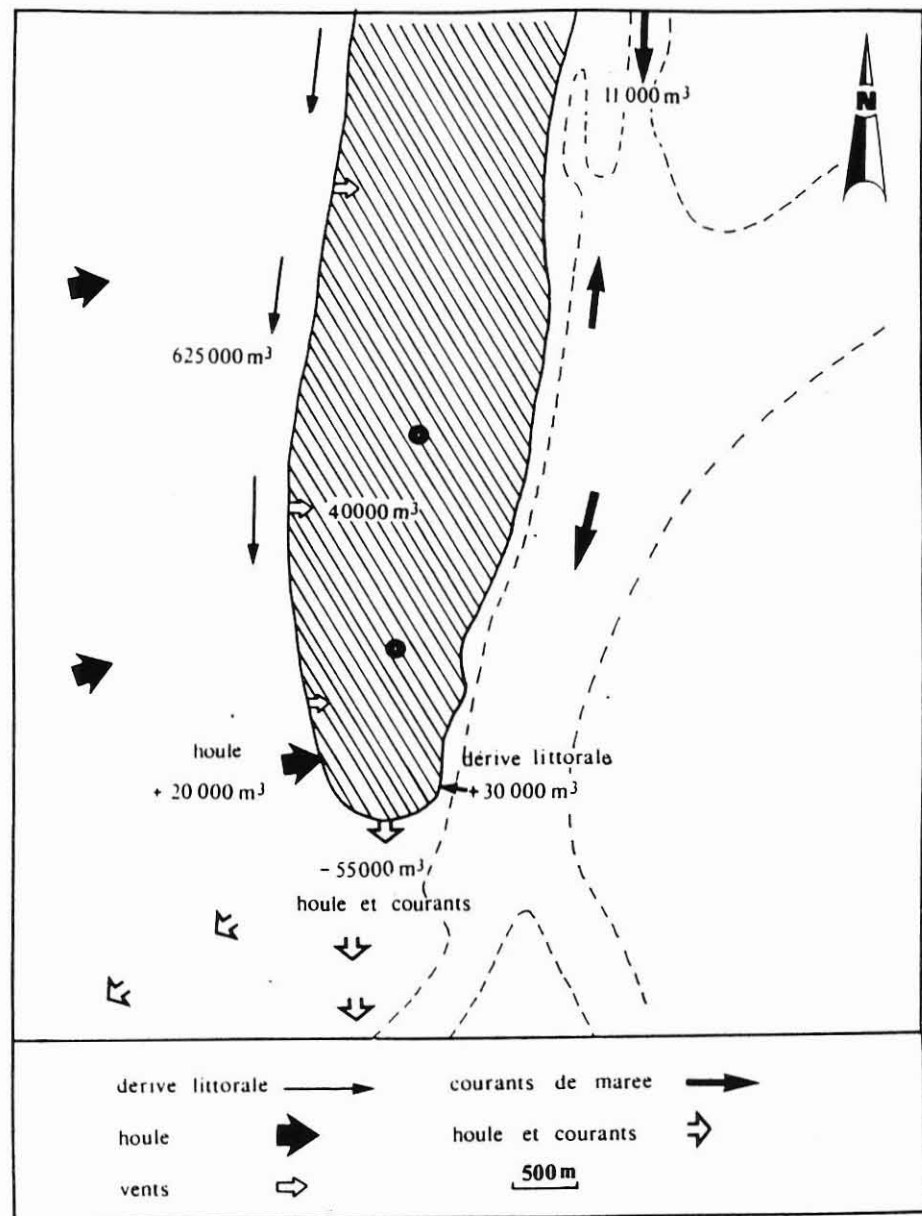 11 000 m³
N
625 000 m³
40000 m³
houle
+ 20 000 m³
dérive littorale
+ 30 000 m³
- 55000 m³
houle et courants
dérive littorale
courants de maree
houle
houle et courants
vents
500 m